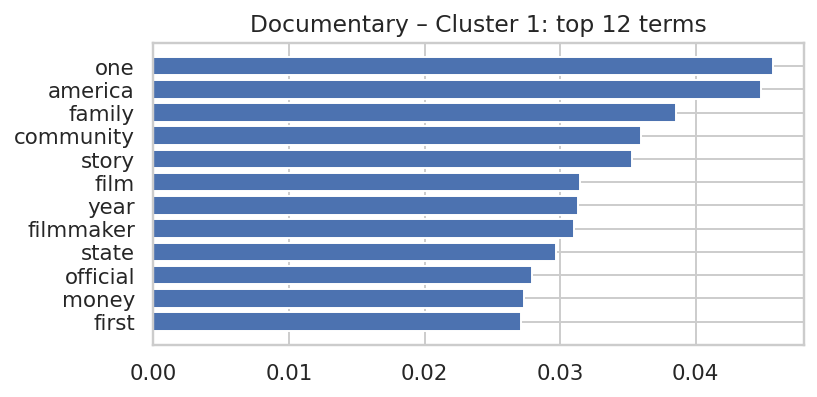 Documentary – Cluster 1: top 12 terms
one
america
family
community
story
film
year
filmmaker
state
official
money
first
0.00 0.01 0.02 0.03 0.04